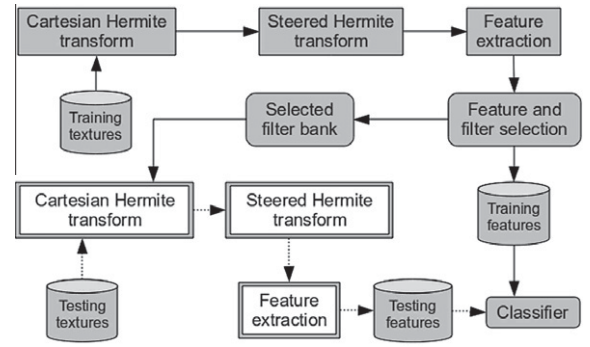 Cartesian Hermite
transform
Steered Hermite
transform
Feature
extraction
Training
textures
Selected
filter bank
Feature and
filter selection
Cartesian Hermite
transform
Steered Hermite
transform
Training
features
Testing
textures
Feature
extraction
Testing
features
Classifier